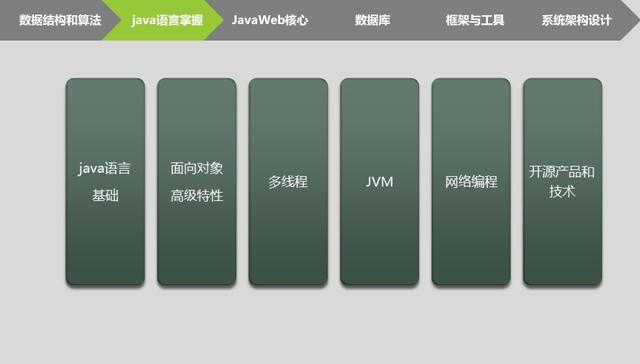 数据结构和算法 java语言掌握 JavaWeb核心 数据库 框架与工具 系统架构设计
java语言
基础
面向对象
高级特性
多线程
JVM
网络编程
开源产品和
技术